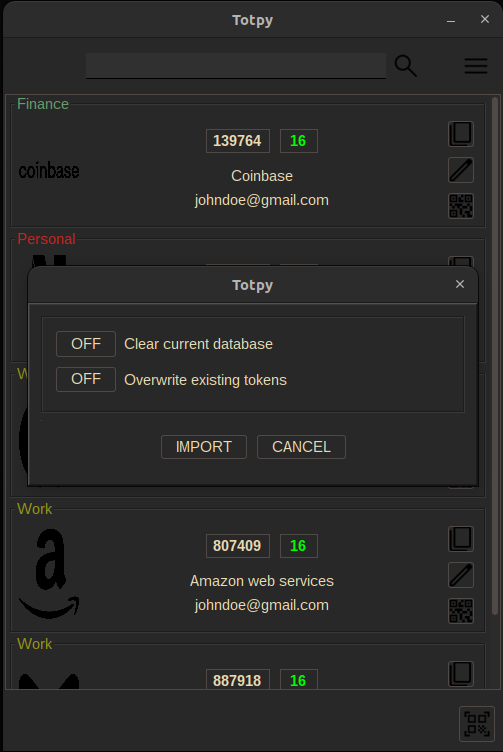 Totpy
Finance
139764 16
coinbase
Coinbase
johndoe@gmail.com
Personal
Totpy
OFF Clear current database
OFF Overwrite existing tokens
IMPORT CANCEL
Work
807409 16
Amazon web services
johndoe@gmail.com
Work
887918 16